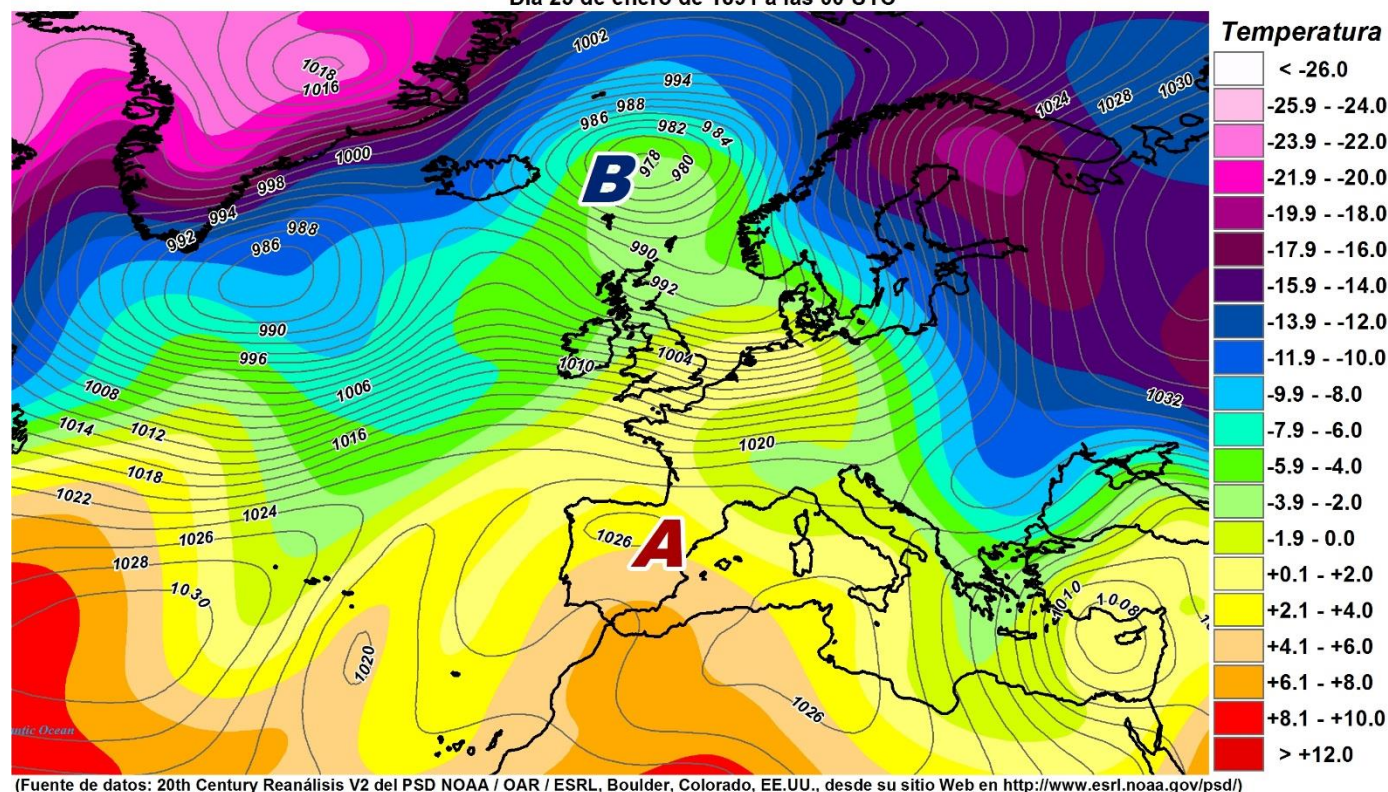 Temperatura
< -26.0
-25.9 - -24.0
-23.9 - -22.0
-21.9 - -20.0
-19.9 - -18.0
-17.9 - -16.0
-15.9 - -14.0
-13.9 - -12.0
-11.9 - -10.0
-9.9 - -8.0
-7.9 - -6.0
-5.9 - -4.0
-3.9 - -2.0
-1.9 - 0.0
+0.1 - +2.0
+2.1 - +4.0
+4.1 - +6.0
+6.1 - +8.0
+8.1 - +10.0
> +12.0
1002
1018
1016
994
988
986
982
984
1024
1028
1030
1000
998
994
992
988
986
978
980
B
990
992
990
996
1008
1006
1010
1004
1032
1014
1012
1016
1020
1018
1022
1024
1026
1026
A
1028
1030
1010
1008
1020
1026
ntic Ocean
(Fuente de datos: 20th Century Reanálisis V2 del PSD NOAA / OAR / ESRL, Boulder, Colorado, EE.UU., desde su sitio Web en http://www.esrl.noaa.gov/psd/)